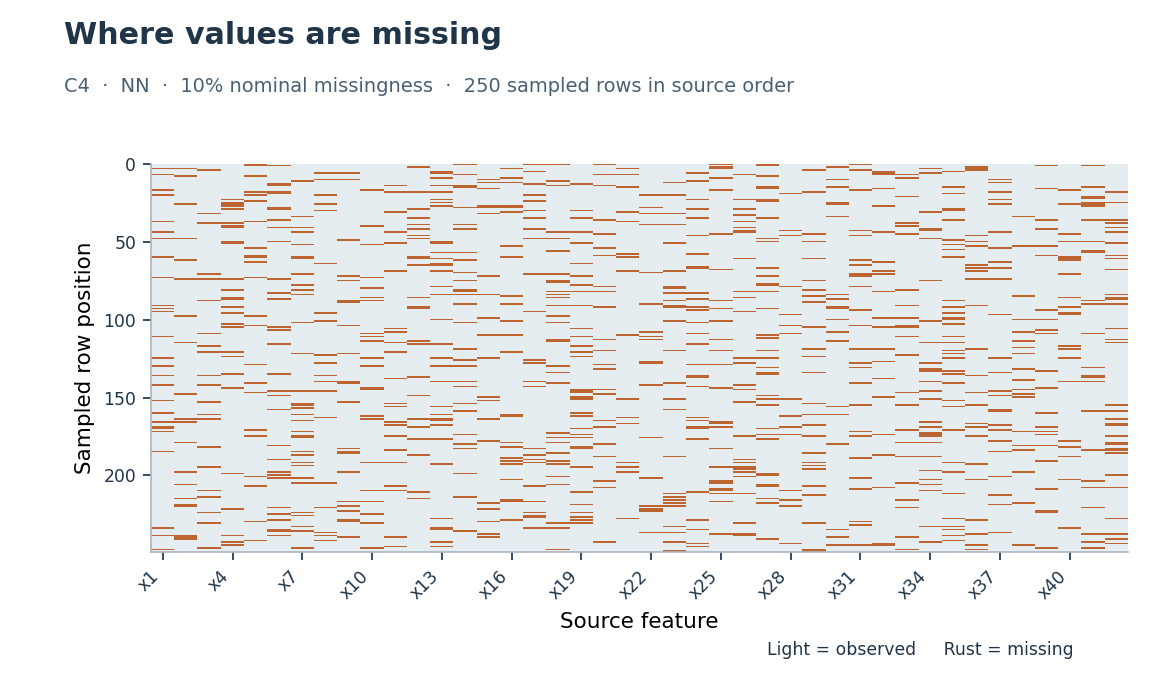 Where values are missing
C4 · NN · 10% nominal missingness · 250 sampled rows in source order
0
50
100
150
200
Sampled row position
x1 x4 x7 x10 x13 x16 x19 x22 x25 x28 x31 x34 x37 x40
Source feature
Light = observed Rust = missing